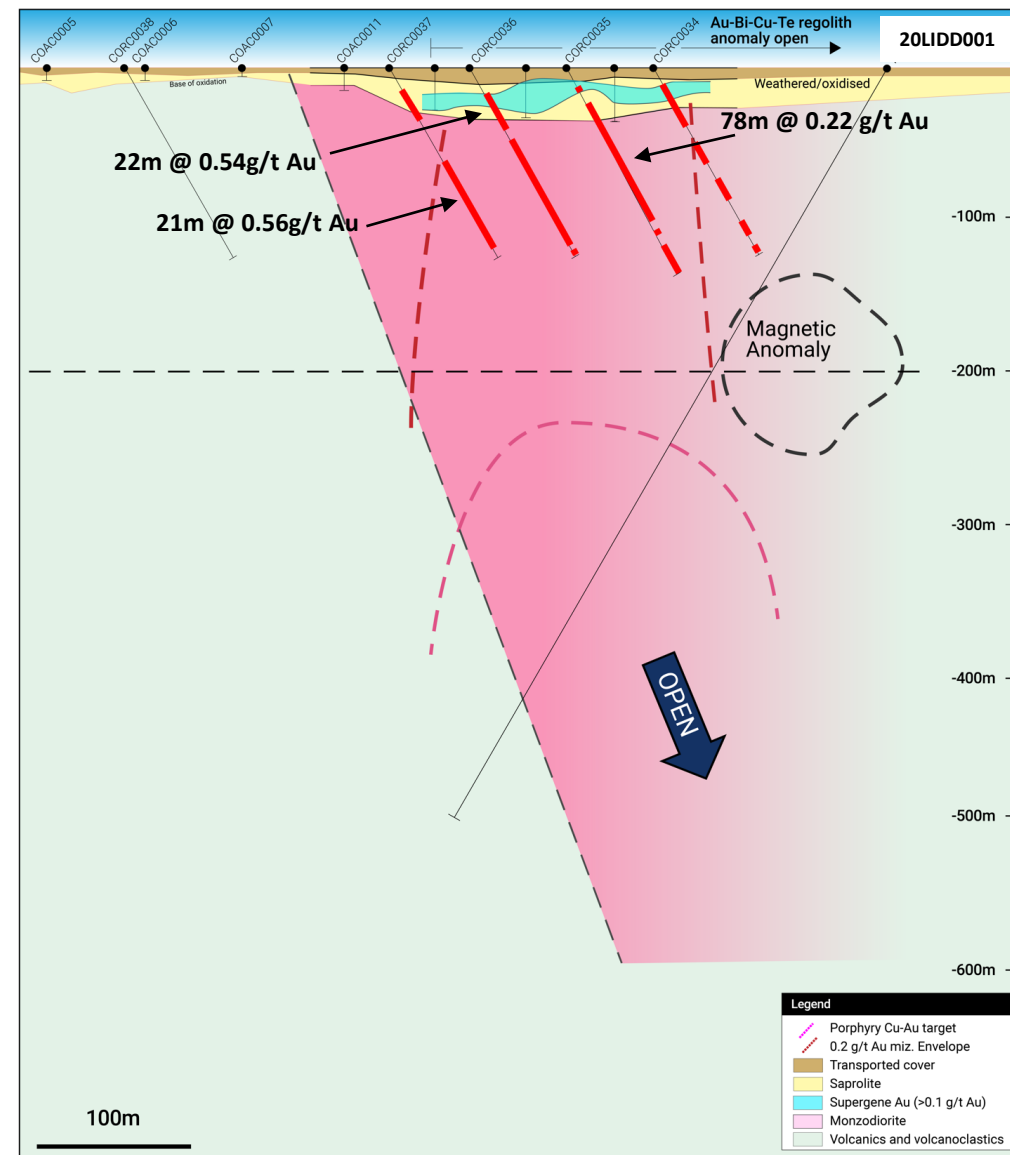 COAC0005
CORC0038
COAC0006
COAC0007
COAC0011
CORC0037
CORC0036
CORC0035
CORC0034
Au-Bi-Cu-Te regolith
anomaly open
20LIDD001
Base of oxidation
Weathered/oxidised
78m @ 0.22 g/t Au
22m @ 0.54g/t Au
21m @ 0.56g/t Au
-100m
Magnetic
Anomaly
-200m
-300m
-400m
OPEN
-500m
-600m
Legend
Porphyry Cu-Au target
0.2 g/t Au miz. Envelope
Transported cover
Saprolite
Supergene Au (>0.1 g/t Au)
Monzodiorite
Volcanics and volcanoclastics
100m